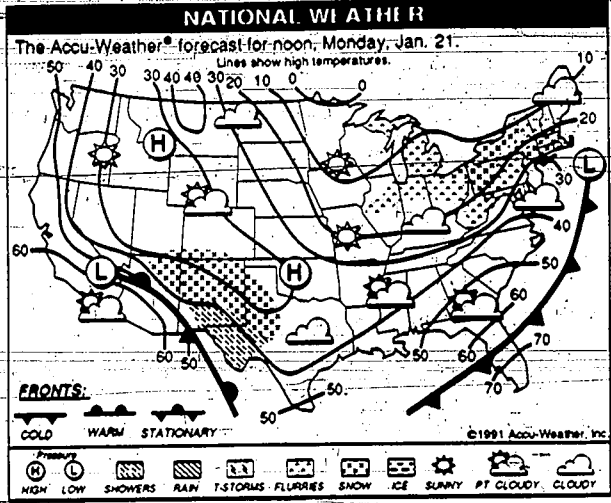 NATIONAL WEATHER
The Accu-Weather® forecast for noon, Monday, Jan. 21.
Lines show high temperatures.
50 40 30 30 40 40 30 20 10 0 0 10
20
H
L
30
40
60 L H 50
60
70
60 50 50 60 70
50 50
FRONTS:
COLD WARM STATIONARY
©1991 Accu-Weather, Inc.
Pressure
H L
HIGH LOW SHOWERS RAIN T-STORMS FLURRIES SNOW ICE SUNNY PT CLOUDY CLOUDY